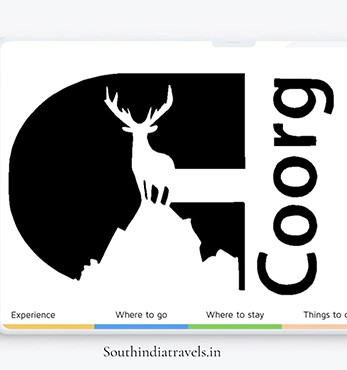 Coorg
Experience
Where to go
Where to stay
Things to
Southindiatravels.in